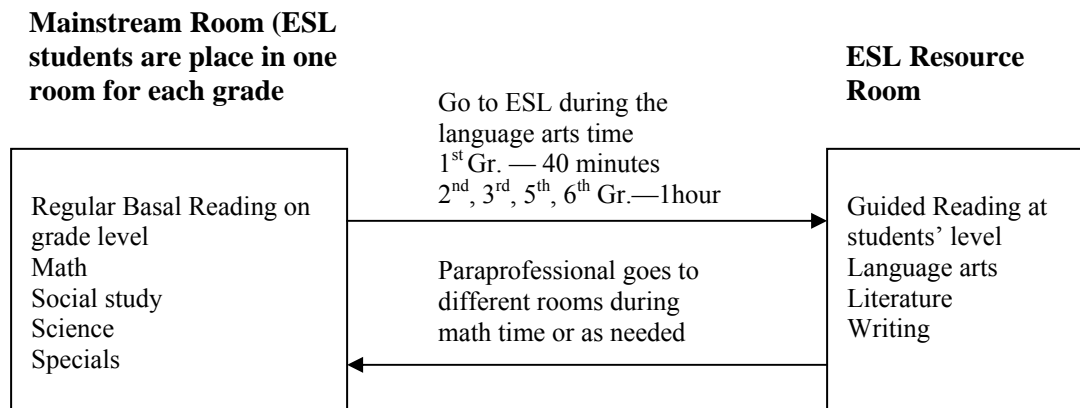 Mainstream Room (ESL
students are place in one
room for each grade
ESL Resource
Room
Go to ESL during the
language arts time
1st Gr. — 40 minutes
2nd, 3rd, 5th, 6th Gr.—1hour
Regular Basal Reading on
grade level
Math
Social study
Science
Specials
Paraprofessional goes to
different rooms during
math time or as needed
Guided Reading at
students’ level
Language arts
Literature
Writing